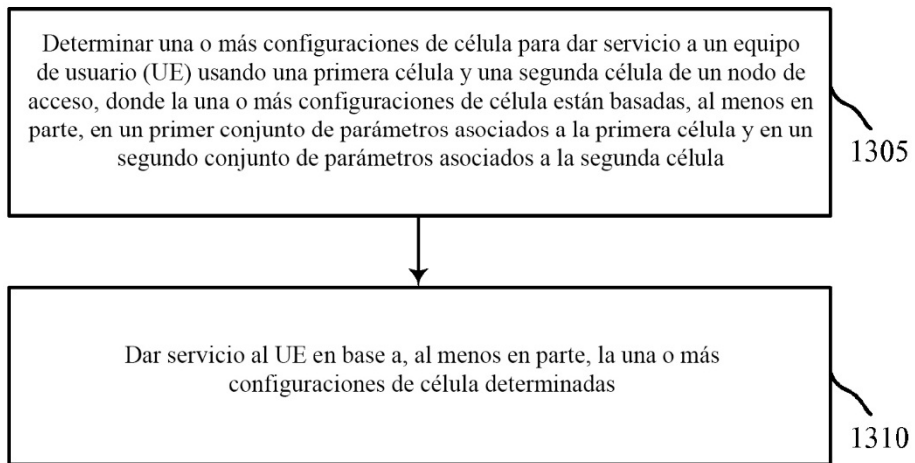 Determinar una o más configuraciones de célula para dar servicio a un equipo
de usuario (UE) usando una primera célula y una segunda célula de un nodo de
acceso, donde la una o más configuraciones de célula están basadas, al menos en
parte, en un primer conjunto de parámetros asociados a la primera célula y en un
segundo conjunto de parámetros asociados a la segunda célula
1305
Dar servicio al UE en base a, al menos en parte, la una o más
configuraciones de célula determinadas
1310